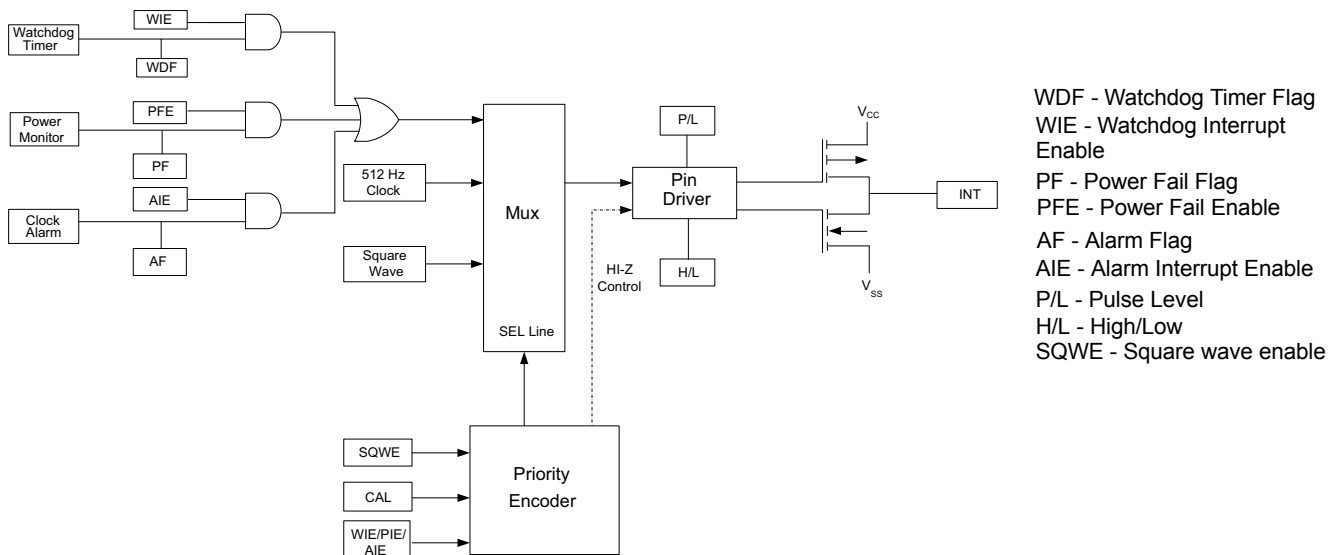 WIE
Watchdog
Timer
WDF
PFE
Power
Monitor
PF
AIE
Clock
Alarm
AF
512 Hz
Clock
Square
Wave
Mux
SEL Line
SQWE
CAL
WIE/PIE/
AIE
Priority
Encoder
HI-Z
Control
P/L
Pin
Driver
H/L
VCC
VSS
INT
WDF - Watchdog Timer Flag
WIE - Watchdog Interrupt
Enable
PF - Power Fail Flag
PFE - Power Fail Enable
AF - Alarm Flag
AIE - Alarm Interrupt Enable
P/L - Pulse Level
H/L - High/Low
SQWE - Square wave enable